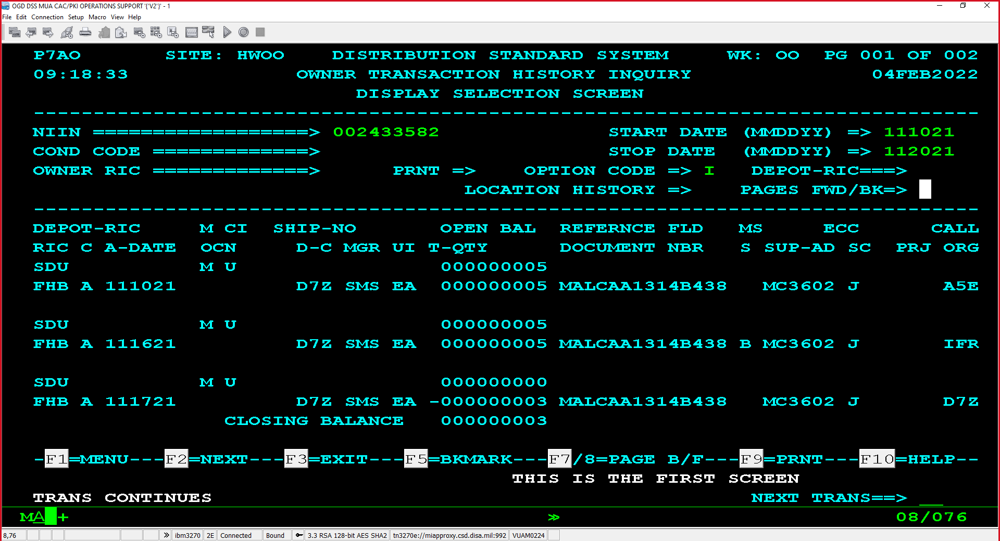 OGD DSS MUA CAC/PKI OPERATIONS SUPPORT '{'V2'}' - 1
File Edit Connection Setup Macro View Help
P7AO SITE: HWOO DISTRIBUTION STANDARD SYSTEM WK: OO PG 001 OF 002
09:18:33 OWNER TRANSACTION HISTORY INQUIRY 04FEB2022
DISPLAY SELECTION SCREEN
-------------------------------------------------------------------------------
NIIN ==================> 002433582 START DATE (MMDDYY) => 111021
COND CODE =============> STOP DATE (MMDDYY) => 112021
OWNER RIC =============> PRNT => OPTION CODE => I DEPOT-RIC===>
LOCATION HISTORY => PAGES FWD/BK=>
-------------------------------------------------------------------------------
DEPOT-RIC M CI SHIP-NO OPEN BAL REFERNCE FLD MS ECC CALL
RIC C A-DATE OCN D-C MGR UI T-QTY DOCUMENT NBR S SUP-AD SC PRJ ORG
SDU M U 000000005
FHB A 111021 D7Z SMS EA 000000005 MALCAA1314B438 MC3602 J A5E
SDU M U 000000005
FHB A 111621 D7Z SMS EA 000000005 MALCAA1314B438 B MC3602 J IFR
SDU M U 000000000
FHB A 111721 D7Z SMS EA -000000003 MALCAA1314B438 MC3602 J D7Z
CLOSING BALANCE 000000003
-F1=MENU---F2=NEXT---F3=EXIT---F5=BKMARK---F7/8=PAGE B/F---F9=PRNT---F10=HELP--
THIS IS THE FIRST SCREEN
TRANS CONTINUES NEXT TRANS==> __
MA + » 08/076
8,76 » ibm3270 2E Connected Bound 3.3 RSA 128-bit AES SHA2 tn3270e://miapproxy.csd.disa.mil:992 VUAM0224